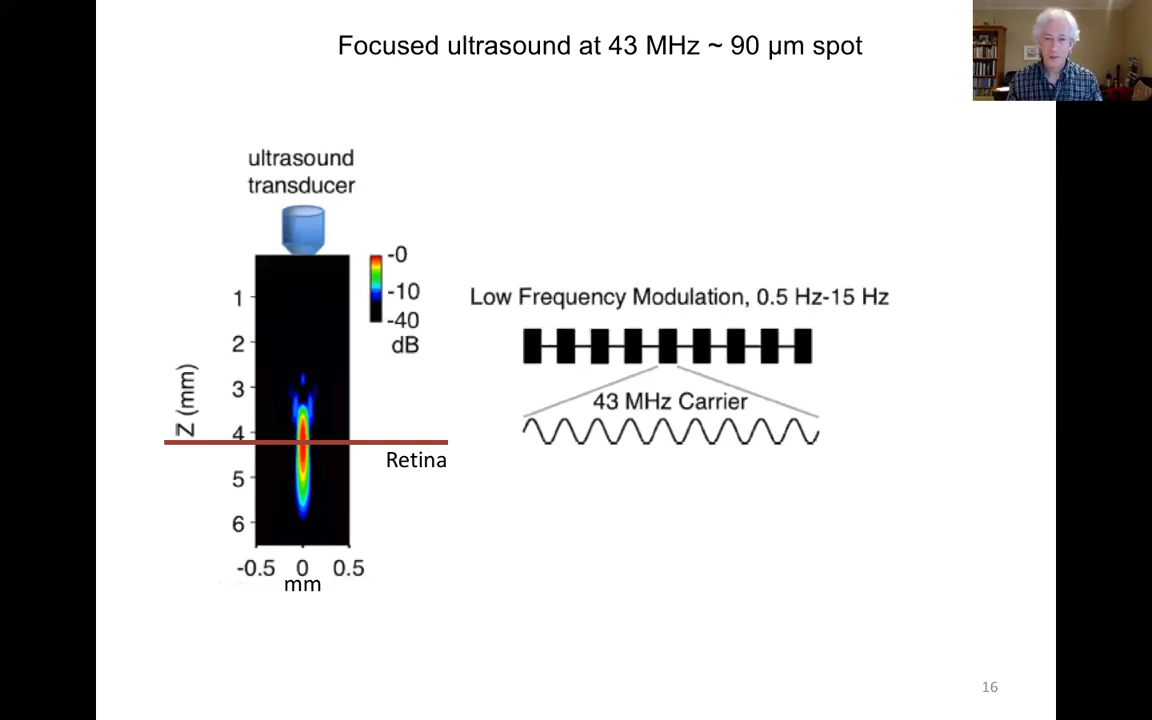 Focused ultrasound at 43 MHz ~ 90 µm spot
ultrasound
transducer
-0
-10
-40
dB
1
2
3
4
5
6
Z (mm)
Retina
-0.5 0 0.5
mm
Low Frequency Modulation, 0.5 Hz-15 Hz
43 MHz Carrier
16